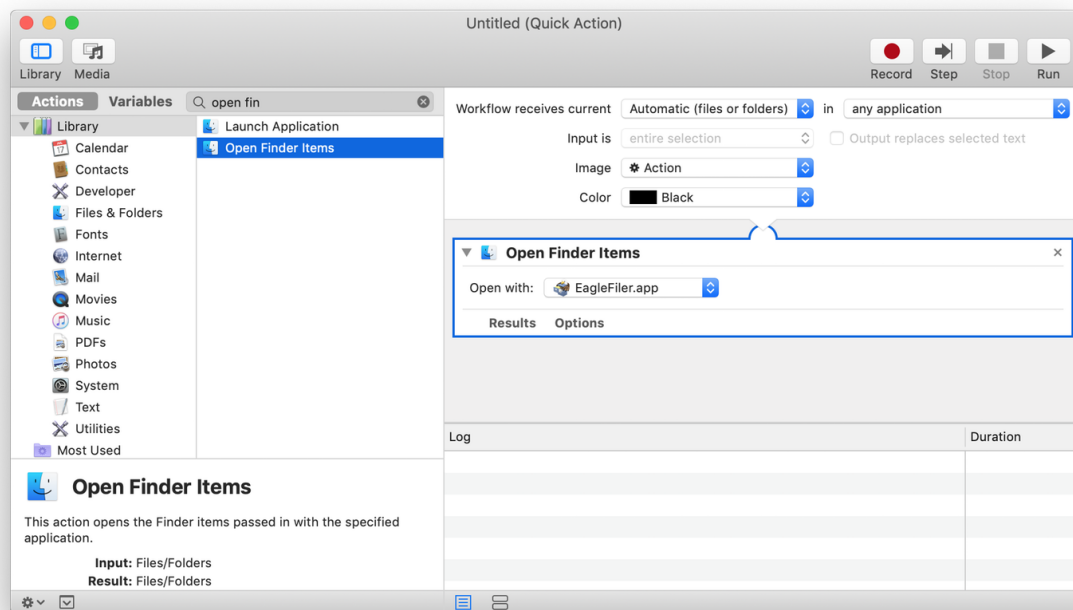 Untitled (Quick Action)
Library Media Record Step Stop Run
Actions Variables open fin
Library
Calendar
Contacts
Developer
Files & Folders
Fonts
Internet
Mail
Movies
Music
PDFs
Photos
System
Text
Utilities
Most Used
Launch Application
Open Finder Items
Workflow receives current Automatic (files or folders) in any application
Input is entire selection Output replaces selected text
Image Action
Color Black
Open Finder Items
Open with: EagleFiler.app
Results Options
Log Duration
Open Finder Items
This action opens the Finder items passed in with the specified
application.
Input: Files/Folders
Result: Files/Folders